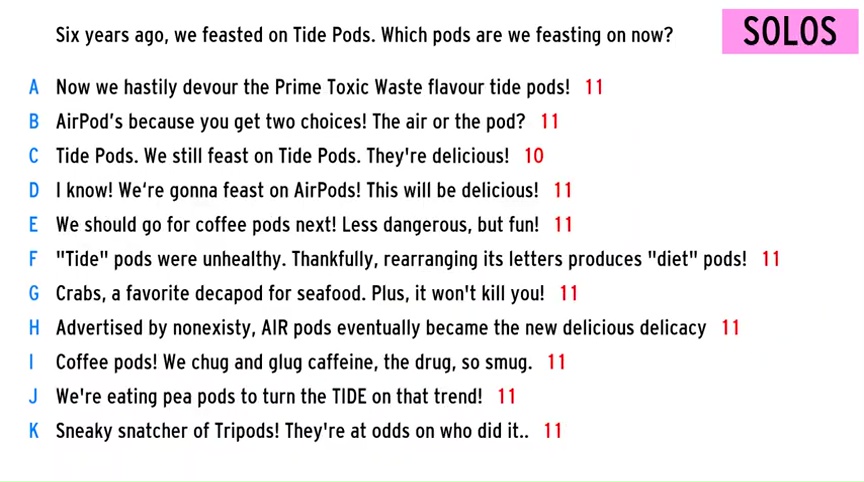 Six years ago, we feasted on Tide Pods. Which pods are we feasting on now?
SOLOS
A Now we hastily devour the Prime Toxic Waste flavour tide pods! 11
B AirPod's because you get two choices! The air or the pod? 11
C Tide Pods. We still feast on Tide Pods. They're delicious! 10
D I know! We're gonna feast on AirPods! This will be delicious! 11
E We should go for coffee pods next! Less dangerous, but fun! 11
F "Tide" pods were unhealthy. Thankfully, rearranging its letters produces "diet" pods! 11
G Crabs, a favorite decapod for seafood. Plus, it won't kill you! 11
H Advertised by nonexisty, AIR pods eventually became the new delicious delicacy 11
I Coffee pods! We chug and glug caffeine, the drug, so smug. 11
J We're eating pea pods to turn the TIDE on that trend! 11
K Sneaky snatcher of Tripods! They're at odds on who did it.. 11